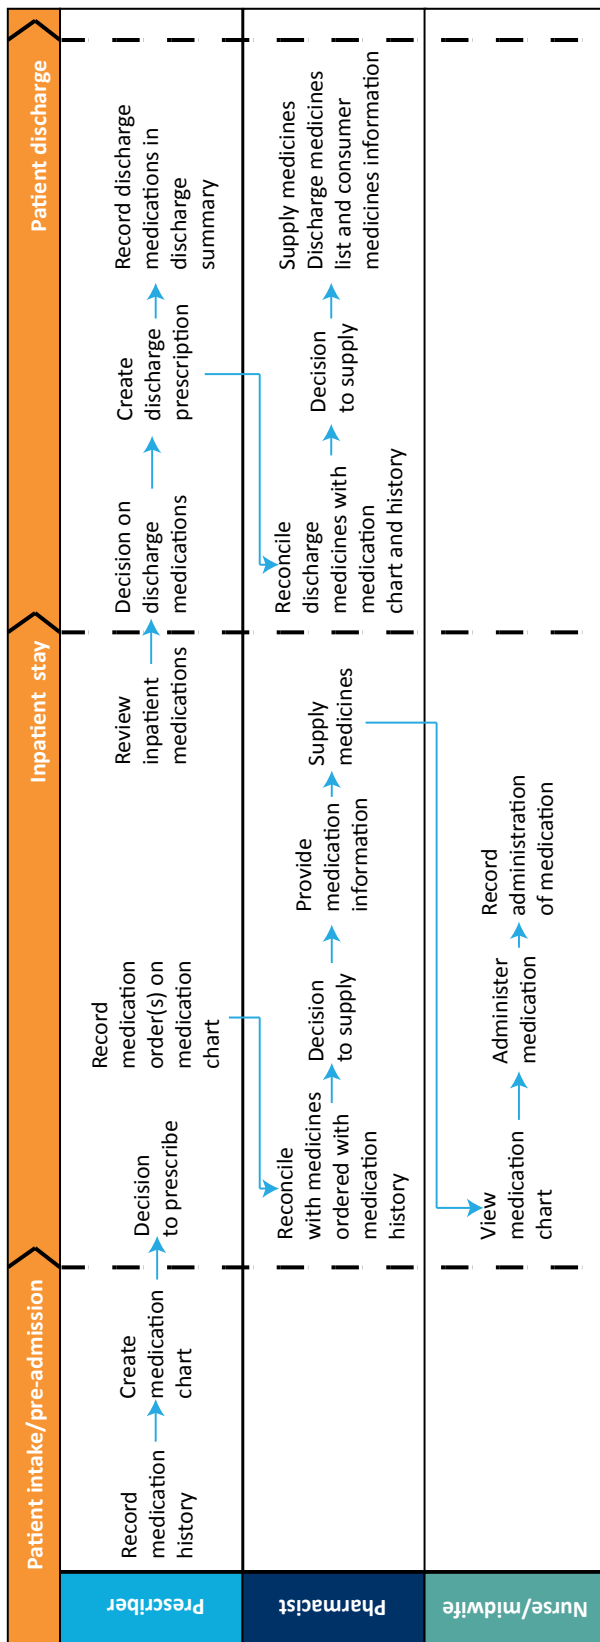 Patient intake/pre-admission
Inpatient stay
Patient discharge
Prescriber
Record
medication
history
Create
medication
chart
Decision
to prescribe
Record
medication
order(s) on
medication
chart
Review
inpatient
medications
Decision on
discharge
medications
Create
discharge
prescription
Record discharge
medications in
discharge
summary
Pharmacist
Reconcile
with medicines
ordered with
medication
history
Decision
to supply
Provide
medication
information
Supply
medicines
Reconcile
discharge
medicines with
medication
chart and history
Decision
to supply
Supply medicines
Discharge medicines
list and consumer
medicines information
Nurse/midwife
View
medication
chart
Administer
medication
Record
administration
of medication